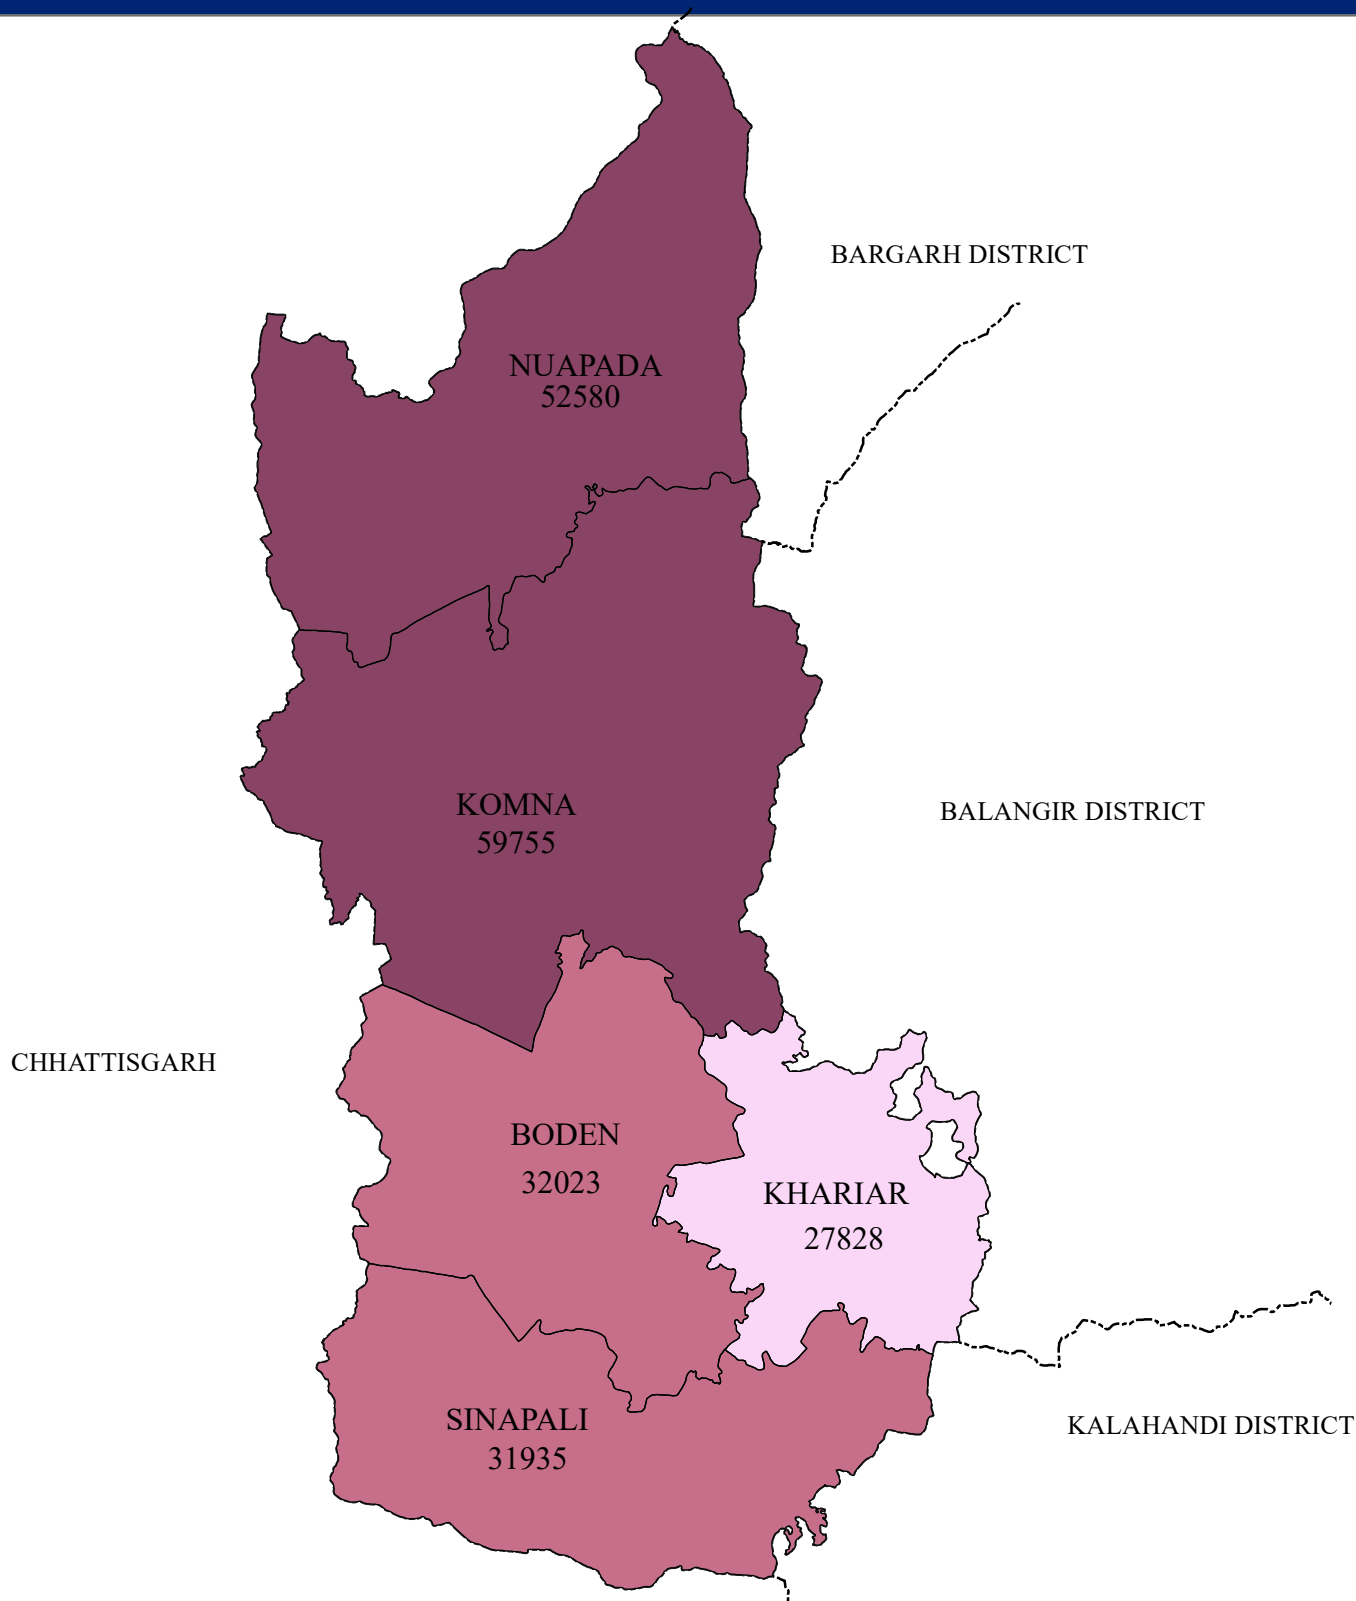 BARGARH DISTRICT
NUAPADA
52580
KOMNA
59755
BALANGIR DISTRICT
CHHATTISGARH
BODEN
32023
KHARIAR
27828
SINAPALI
31935
KALAHANDI DISTRICT